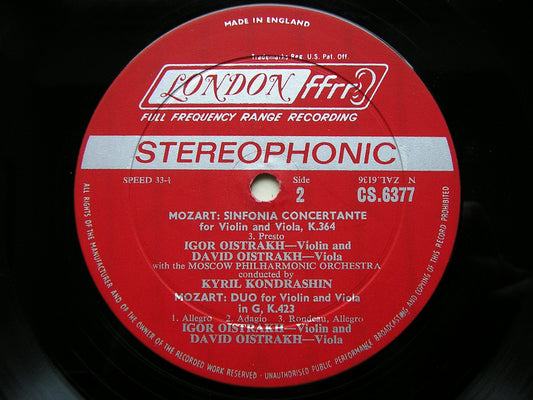 MADE IN ENGLAND
Trademarks Reg. U.S. Pat. Off.
LONDON ffrr
FULL FREQUENCY RANGE RECORDING
STEREOPHONIC
SPEED 33⅓ Side N ZAL.6136
2 CS.6377
MOZART: SINFONIA CONCERTANTE
for Violin and Viola, K.364
3. Presto
IGOR OISTRAKH—Violin and
DAVID OISTRAKH—Viola
with the MOSCOW PHILHARMONIC ORCHESTRA
conducted by
KYRIL KONDRASHIN
MOZART: DUO for Violin and Viola
in G, K.423
1. Allegro 2. Adagio 3. Rondeau, Allegro
IGOR OISTRAKH—Violin and
DAVID OISTRAKH—Viola
ALL RIGHTS OF THE MANUFACTURER AND OF THE OWNER OF THE RECORDED WORK RESERVED — UNAUTHORISED PUBLIC PERFORMANCE BROADCASTING AND COPYING OF THIS RECORD PROHIBITED